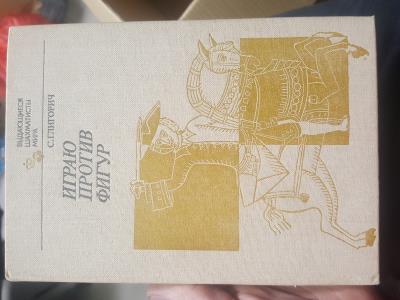 ВЫДАЮЩИЕСЯ
ШАХМАТИСТЫ
МИРА
С.ГЛИГОРИЧ
ИГРАЮ
ПРОТИВ
ФИГУР